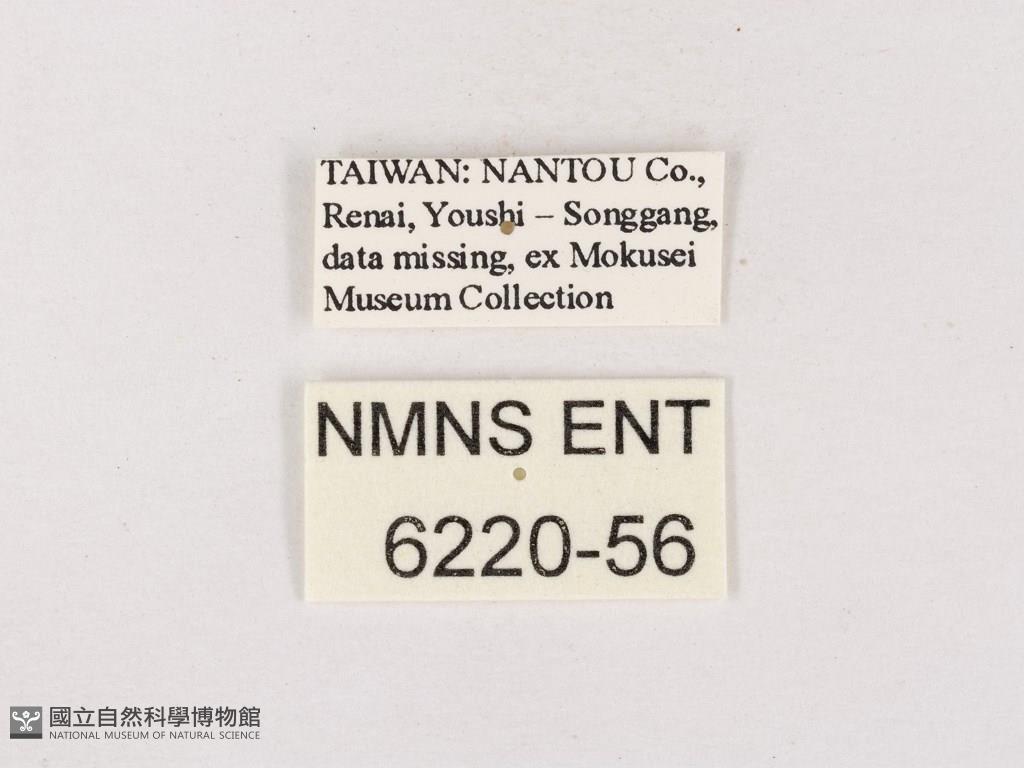 TAIWAN: NANTOU Co.,
Renai, Youshi – Songgang,
data missing, ex Mokusei
Museum Collection
NMNS ENT
6220-56
國立自然科學博物館
NATIONAL MUSEUM OF NATURAL SCIENCE